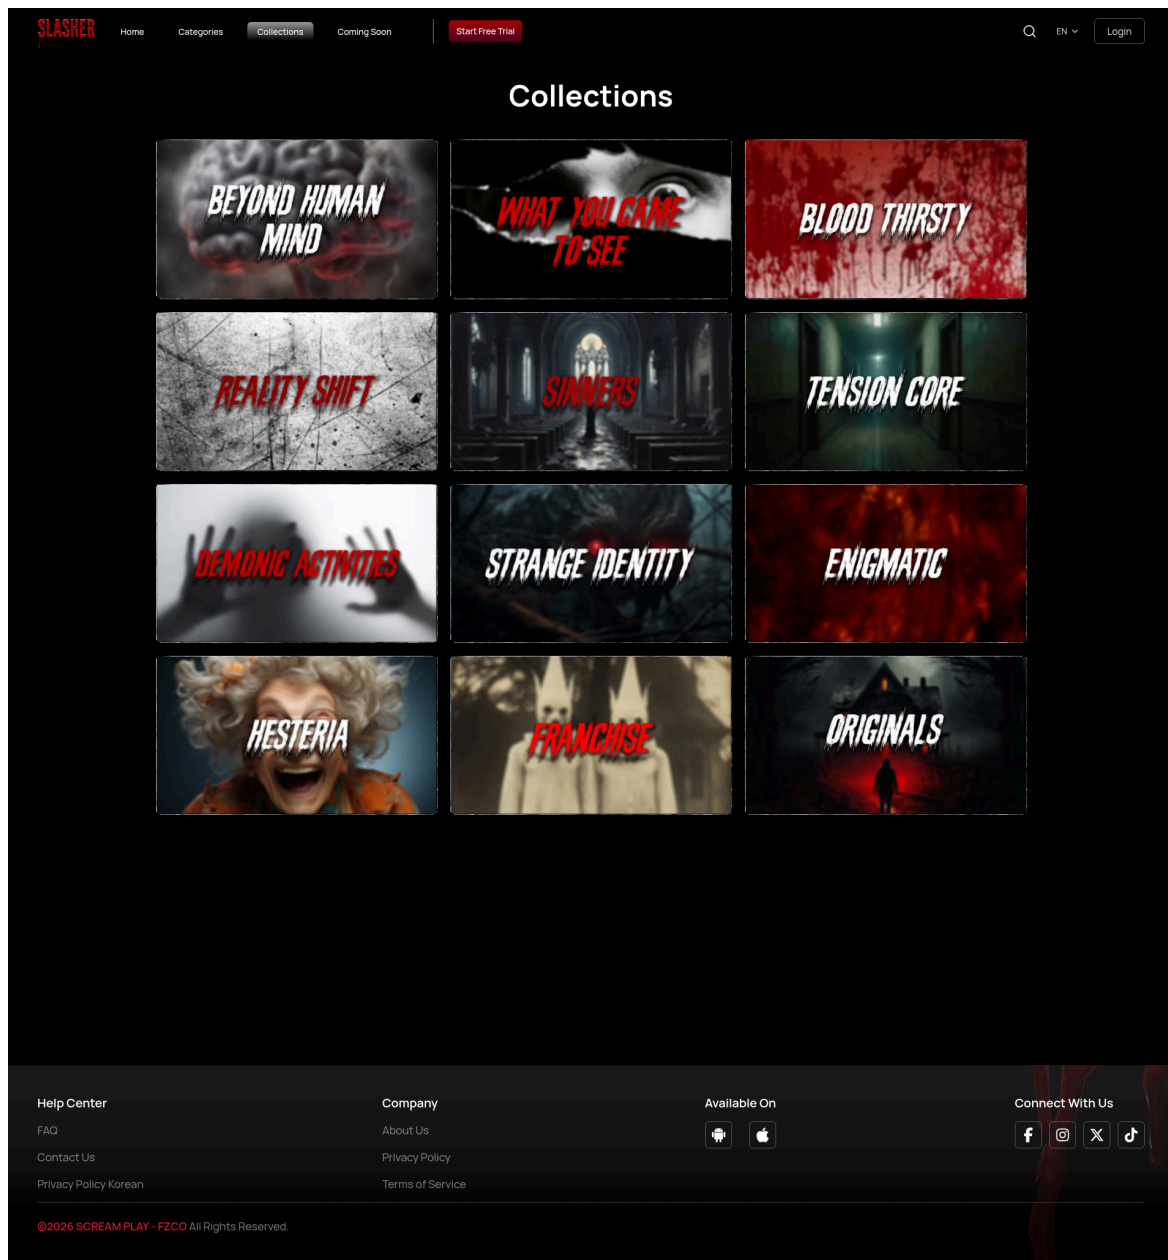 SLASHER
Home
Categories
Collections
Coming Soon
Start Free Trial
EN
Login
Collections
BEYOND HUMAN
MIND
WHAT YOU CAME
TO SEE
BLOOD THIRSTY
REALITY SHIFT
SINNERS
TENSION CORE
DEMONIC ACTIVITIES
STRANGE IDENTITY
ENIGMATIC
HESTERIA
FRANCHISE
ORIGINALS
Help Center
FAQ
Contact Us
Privacy Policy Korean
Company
About Us
Privacy Policy
Terms of Service
Available On
Connect With Us
©2026 SCREAM PLAY - FZCO All Rights Reserved.